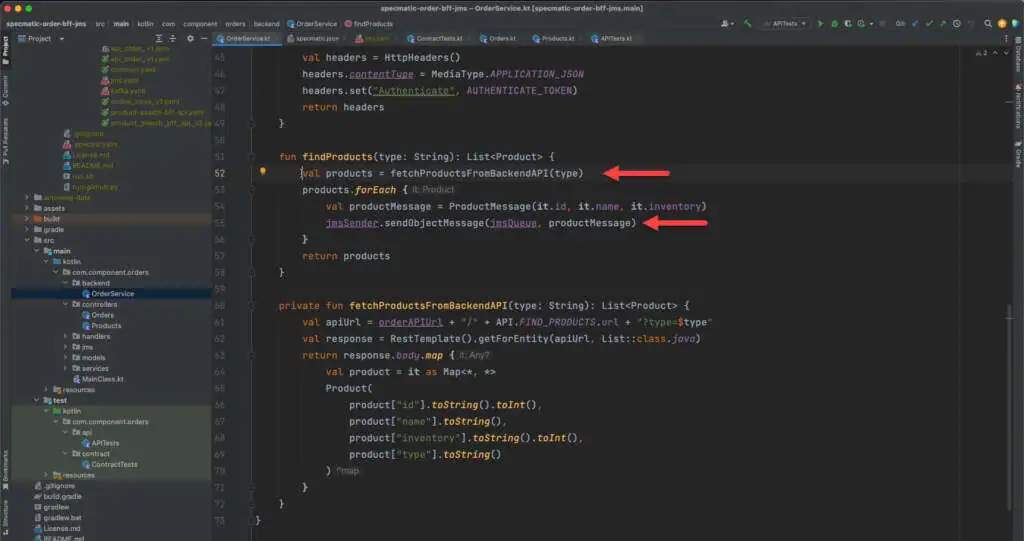 specmatic-order-bff-jms – OrderService.kt [specmatic-order-bff-jms.main]
specmatic-order-bff-jms › src › main › kotlin › com › component › orders › backend › OrderService › findProducts
APITests
Project
OrderService.kt
specmatic.json
jms.yaml
ContractTests.kt
Orders.kt
Products.kt
APITests.kt
Project
Commit
Pull Requests
Bookmarks
Structure
Database
Notifications
Gradle
2
api_order_v1.yaml
api_order_v1.yaml
common.yaml
jms.yaml
kafka.yaml
product-search-bff-api.yaml
.gitignore
License.md
README.md
run.sh
assets
build
gradle
src
main
kotlin
com.component.orders
backend
OrderService
controllers
Orders
Products
handlers
jms
models
services
MainClass.kt
resources
test
kotlin
com.component.orders
api
APITests
contract
ContractTests
resources
.gitignore
build.gradle
gradlew
gradlew.bat
License.md
README.md
45 val headers = HttpHeaders()
46 headers.contentType = MediaType.APPLICATION_JSON
47 headers.set("Authenticate", AUTHENTICATE_TOKEN)
48 return headers
49 }
50
51 fun findProducts(type: String): List<Product> {
52 val products = fetchProductsFromBackendAPI(type)
53 products.forEach { it: Product
54 val productMessage = ProductMessage(it.id, it.name, it.inventory)
55 jmsSender.sendObjectMessage(jmsQueue, productMessage)
56 }
57 return products
58 }
59
60 private fun fetchProductsFromBackendAPI(type: String): List<Product> {
61 val apiUrl = orderAPIUrl + "/" + API.FIND_PRODUCTS.url + "?type=$type"
62 val response = RestTemplate().getForEntity(apiUrl, List::class.java)
63 return response.body.map { it: Any?
64 val product = it as Map<*, *>
65 Product(
66 product["id"].toString().toInt(),
67 product["name"].toString(),
68 product["inventory"].toString().toInt(),
69 product["type"].toString()
70 ) ^map
71 }
72 }
73 }